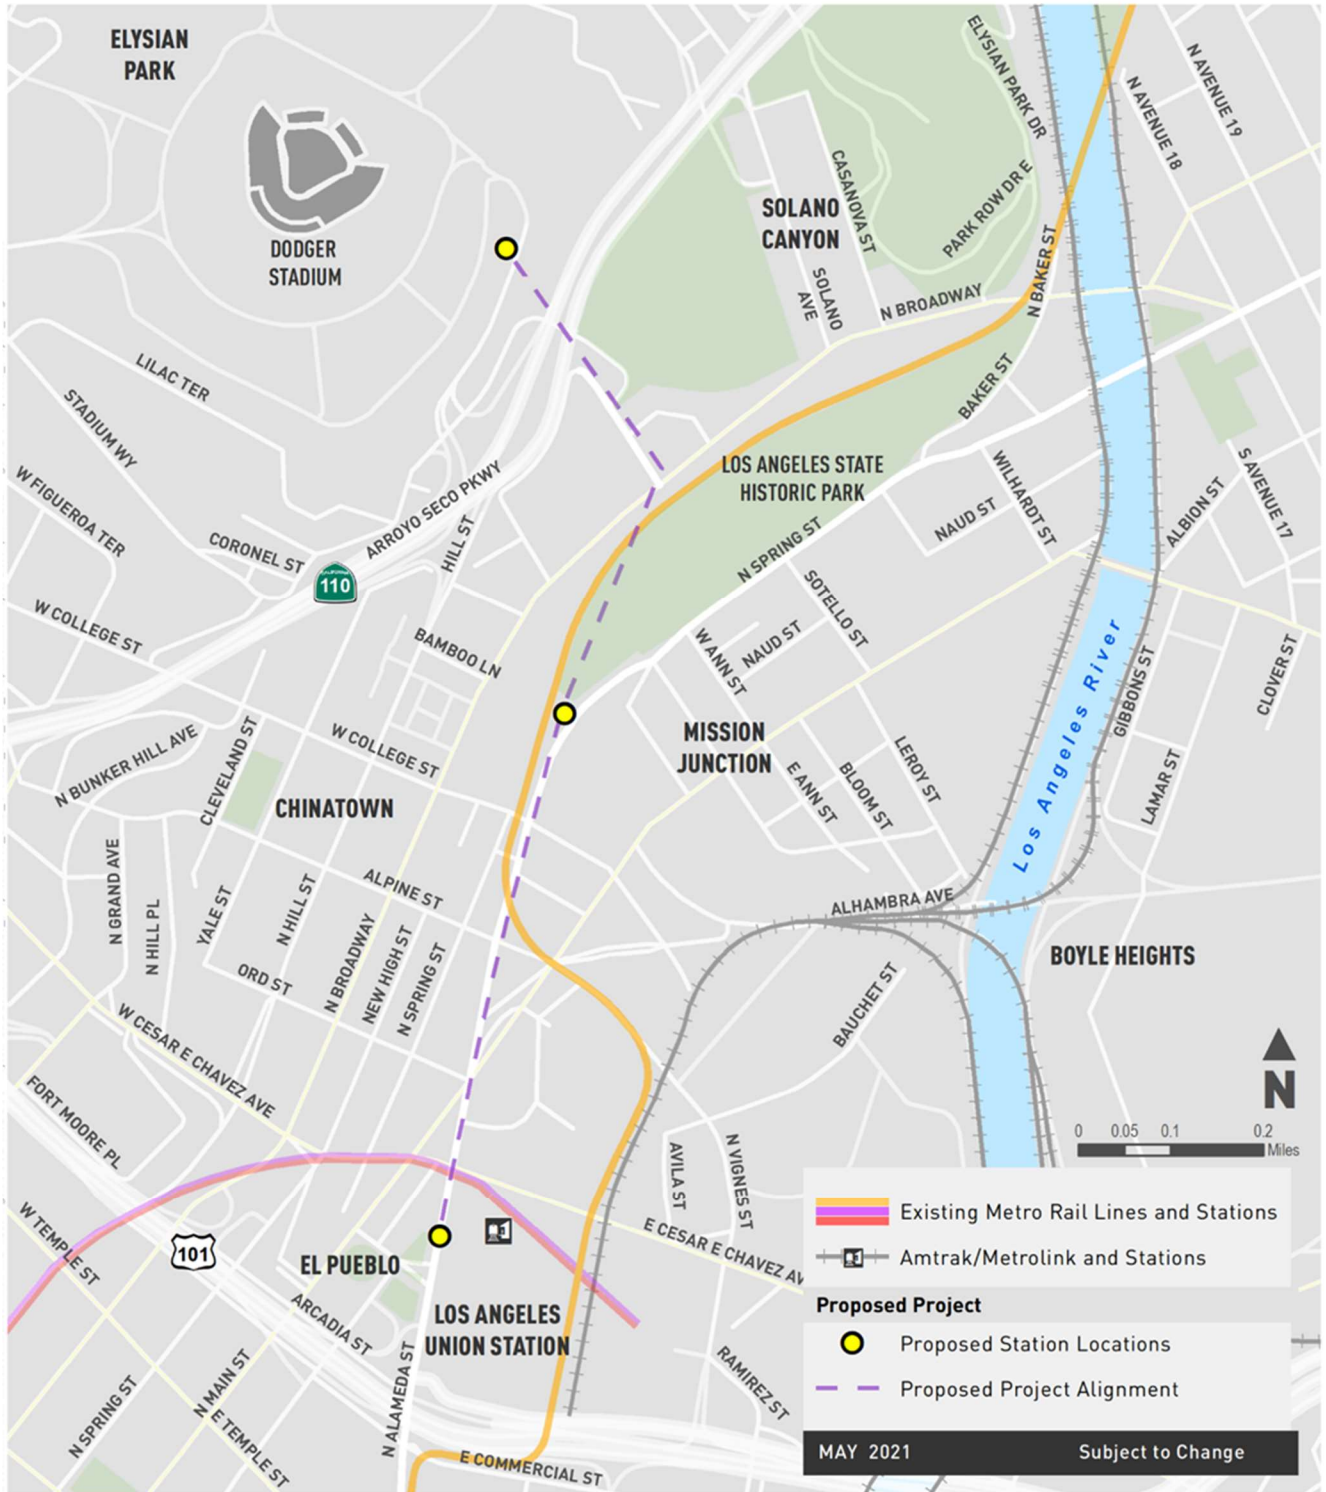 ELYSIAN
PARK
DODGER
STADIUM
ELYSIAN PARK DR
N AVENUE 19
N AVENUE 18
CASANOVA ST
PARK ROW DR E
SOLANO
CANYON
SOLANO
AVE
N BROADWAY
N BAKER ST
BAKER ST
LILAC TER
STADIUM WY
W FIGUEROA TER
ARROYO SECO PKWY
HILL ST
CORONEL ST
110
LOS ANGELES STATE
HISTORIC PARK
N SPRING ST
WILHARDT ST
NAUD ST
S AVENUE 17
ALBION ST
SOTELLO ST
W ANN ST
NAUD ST
W COLLEGE ST
BAMBOO LN
CLOVER ST
GIBBONS ST
Los Angeles River
LAMAR ST
N BUNKER HILL AVE
CLEVELAND ST
W COLLEGE ST
MISSION
JUNCTION
E ANN ST
BLOOM ST
LEROY ST
CHINATOWN
N GRAND AVE
N HILL PL
YALE ST
N HILL ST
ALPINE ST
ORD ST
N BROADWAY
NEW HIGH ST
N SPRING ST
ALHAMBRA AVE
BAUCHET ST
BOYLE HEIGHTS
W CESAR E CHAVEZ AVE
FORT MOORE PL
N
0 0.05 0.1 0.2
Miles
AVILA ST
N VIGNES ST
E CESAR E CHAVEZ AV
W TEMPLE ST
101
EL PUEBLO
ARCADIA ST
LOS ANGELES
UNION STATION
N ALAMEDA ST
RAMIREZ ST
N SPRING ST
N MAIN ST
E TEMPLE ST
E COMMERCIAL ST
Existing Metro Rail Lines and Stations
Amtrak/Metrolink and Stations
Proposed Project
Proposed Station Locations
Proposed Project Alignment
MAY 2021 Subject to Change